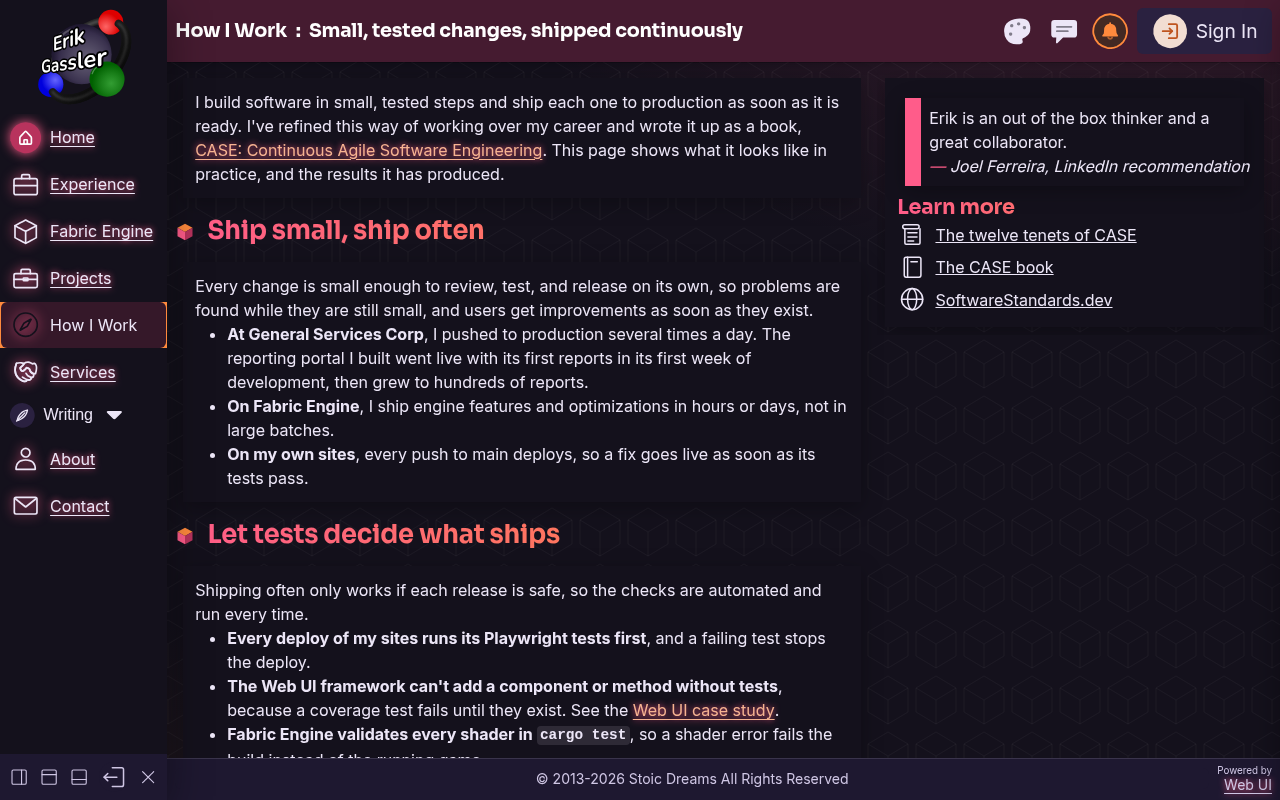 Erik
Gassler
Home
Experience
Fabric Engine
Projects
How I Work
Services
Writing
About
Contact
How I Work : Small, tested changes, shipped continuously
Sign In
I build software in small, tested steps and ship each one to production as soon as it is
ready. I've refined this way of working over my career and wrote it up as a book,
CASE: Continuous Agile Software Engineering. This page shows what it looks like in
practice, and the results it has produced.
Ship small, ship often
Every change is small enough to review, test, and release on its own, so problems are
found while they are still small, and users get improvements as soon as they exist.
• At General Services Corp, I pushed to production several times a day. The
reporting portal I built went live with its first reports in its first week of
development, then grew to hundreds of reports.
• On Fabric Engine, I ship engine features and optimizations in hours or days, not in
large batches.
• On my own sites, every push to main deploys, so a fix goes live as soon as its
tests pass.
Let tests decide what ships
Shipping often only works if each release is safe, so the checks are automated and
run every time.
• Every deploy of my sites runs its Playwright tests first, and a failing test stops
the deploy.
• The Web UI framework can't add a component or method without tests,
because a coverage test fails until they exist. See the Web UI case study.
• Fabric Engine validates every shader in cargo test, so a shader error fails the
build instead of the running game.
Erik is an out of the box thinker and a
great collaborator.
— Joel Ferreira, LinkedIn recommendation
Learn more
The twelve tenets of CASE
The CASE book
SoftwareStandards.dev
© 2013-2026 Stoic Dreams All Rights Reserved
Powered by
Web UI